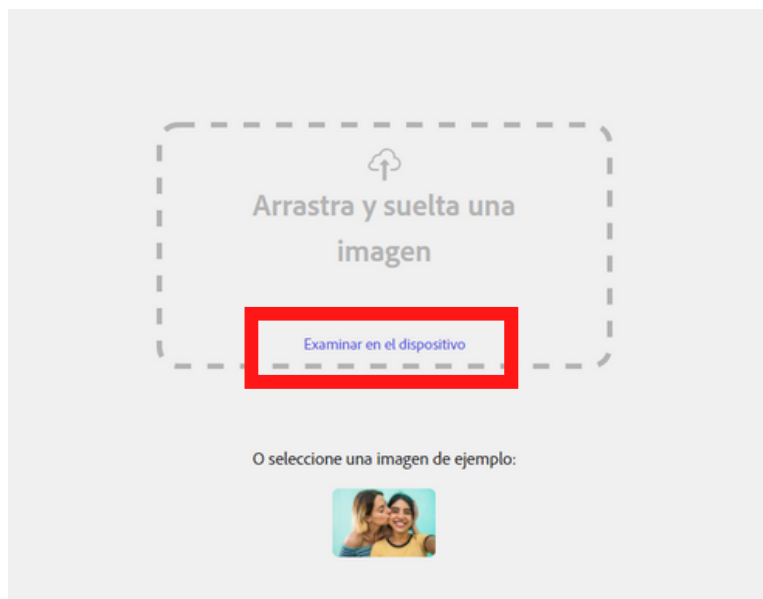 Arrastra y suelta una
imagen
Examinar en el dispositivo
O seleccione una imagen de ejemplo: